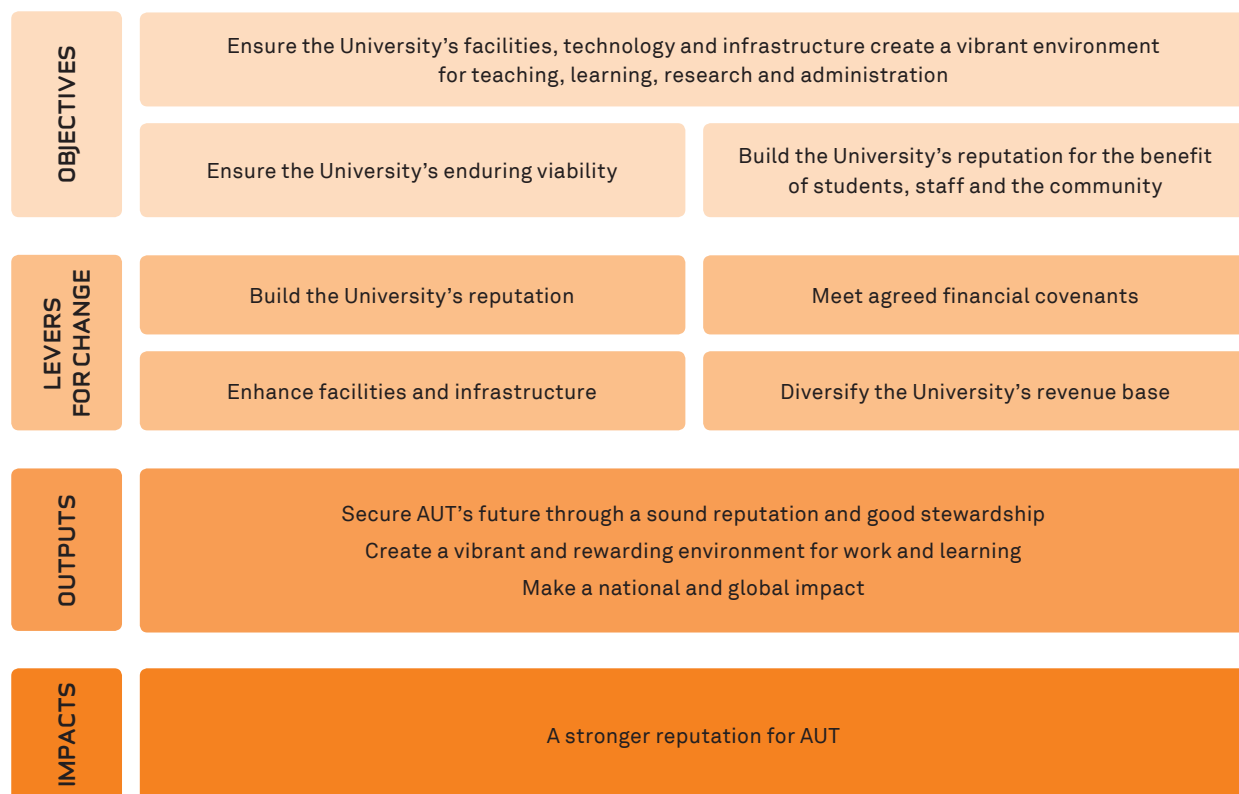 OBJECTIVES
Ensure the University’s facilities, technology and infrastructure create a vibrant environment
for teaching, learning, research and administration
Ensure the University’s enduring viability
Build the University’s reputation for the benefit
of students, staff and the community
LEVERS
FOR CHANGE
Build the University’s reputation
Meet agreed financial covenants
Enhance facilities and infrastructure
Diversify the University’s revenue base
OUTPUTS
Secure AUT’s future through a sound reputation and good stewardship
Create a vibrant and rewarding environment for work and learning
Make a national and global impact
IMPACTS
A stronger reputation for AUT